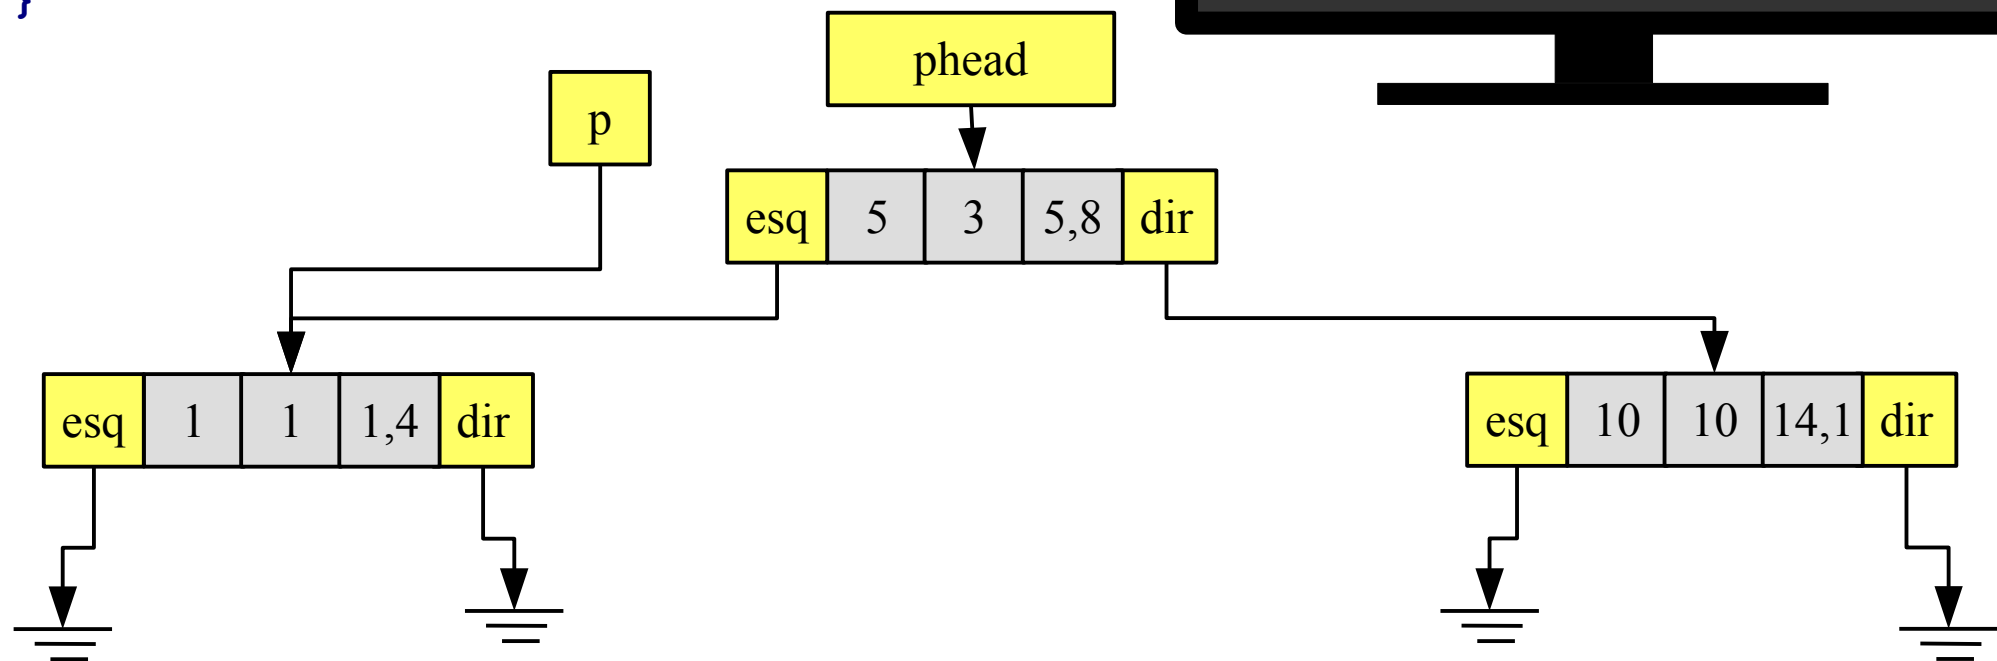 }
phead
p
esq 5 3 5,8 dir
esq 1 1 1,4 dir
esq 10 10 14,1 dir